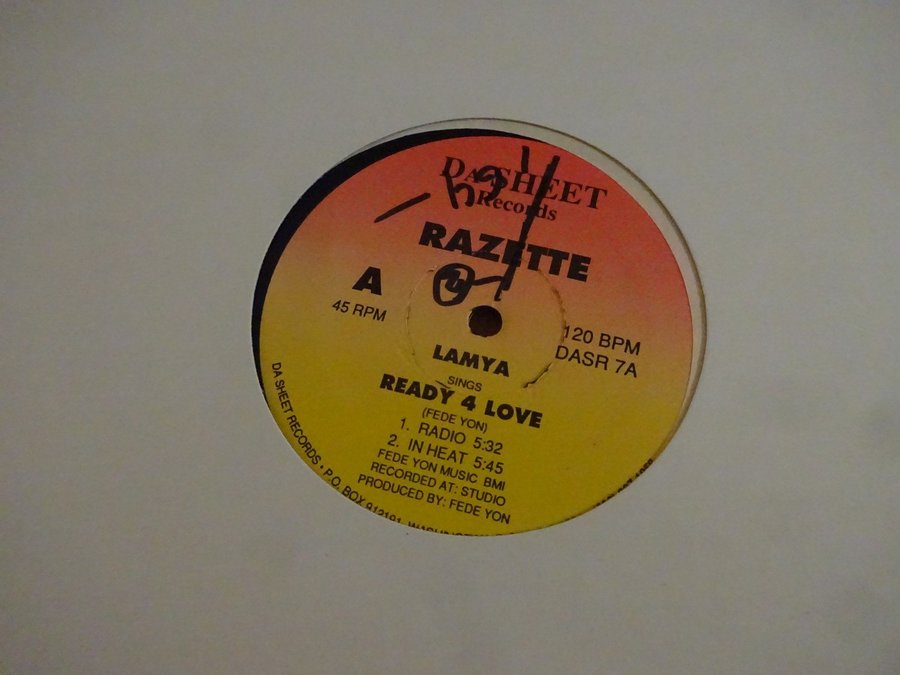 DA SHEET
Records
RAZETTE
A
45 RPM
120 BPM
DASR 7A
LAMYA
SINGS
READY 4 LOVE
(FEDE YON)
1. RADIO 5:32
2. IN HEAT 5:45
FEDE YON MUSIC BMI
RECORDED AT: STUDIO
PRODUCED BY: FEDE YON
DA SHEET RECORDS • P.O. BOX